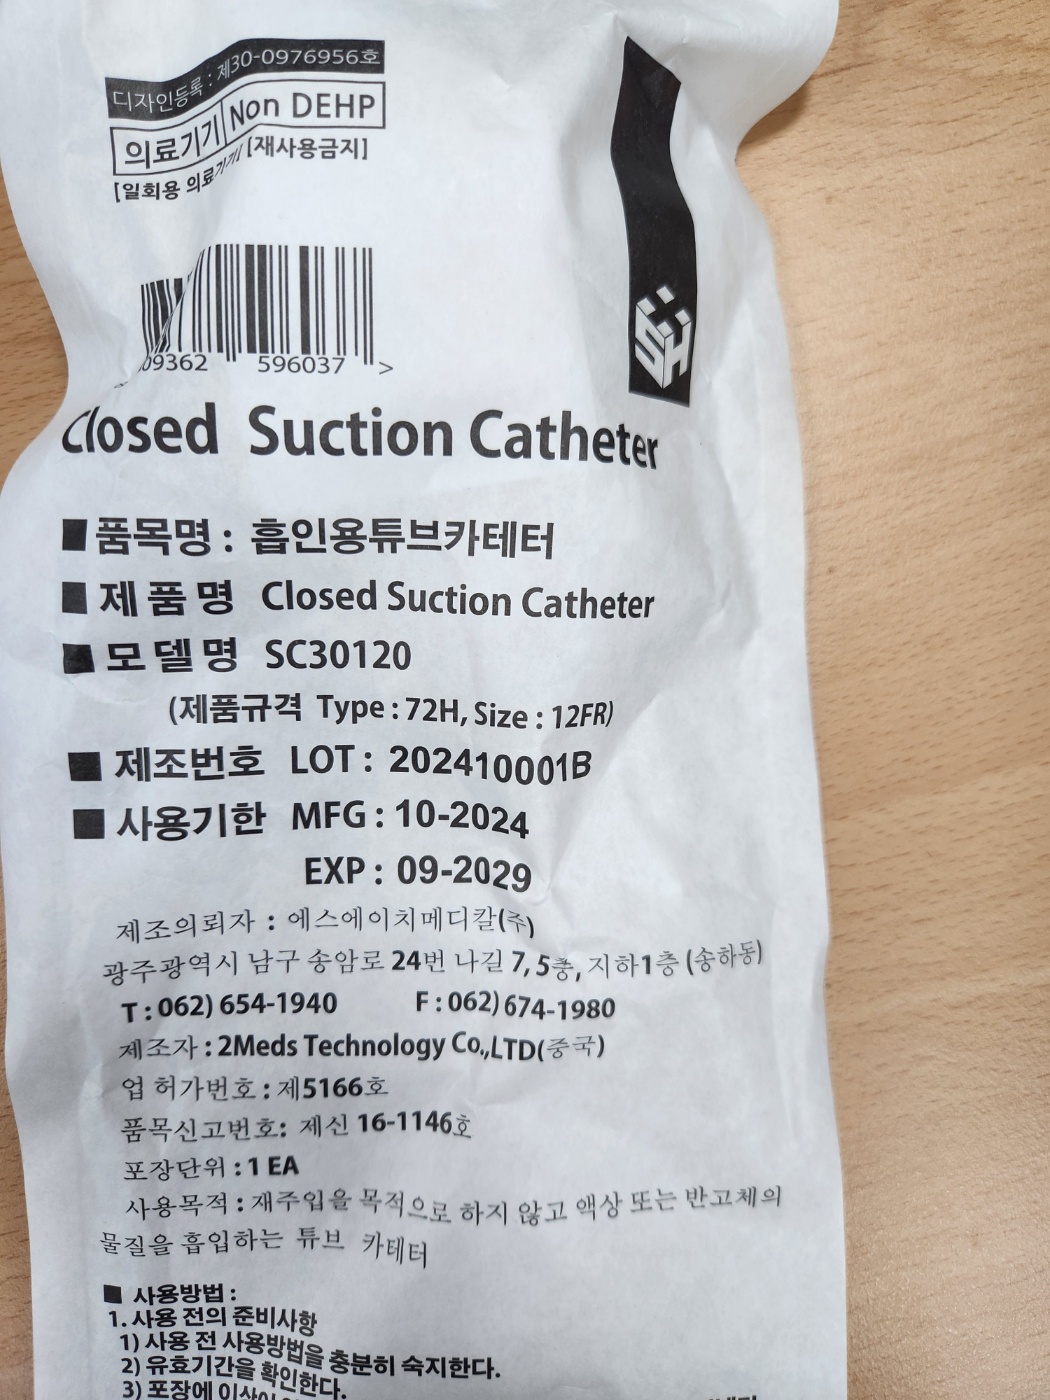 디자인등록 : 제30-0976956호
의료기기 Non DEHP
[일회용 의료기기] [재사용금지]
09362 596037 >
SH
Closed Suction Catheter
■ 품목명 : 흡인용튜브카테터
■ 제품명 Closed Suction Catheter
■ 모델명 SC30120
(제품규격 Type : 72H, Size : 12FR)
■ 제조번호 LOT : 202410001B
■ 사용기한 MFG : 10-2024
EXP : 09-2029
제조의뢰자 : 에스에이치메디칼(주)
광주광역시 남구 송암로 24번 나길 7, 5층, 지하1층 (송하동)
T : 062) 654-1940 F : 062) 674-1980
제조자 : 2Meds Technology Co.,LTD(중국)
업 허가번호 : 제5166호
품목신고번호: 제신 16-1146호
포장단위 : 1 EA
사용목적 : 재주입을 목적으로 하지 않고 액상 또는 반고체의
물질을 흡입하는 튜브 카테터
■ 사용방법 :
1. 사용 전의 준비사항
1) 사용 전 사용방법을 충분히 숙지한다.
2) 유효기간을 확인한다.
3) 포장에